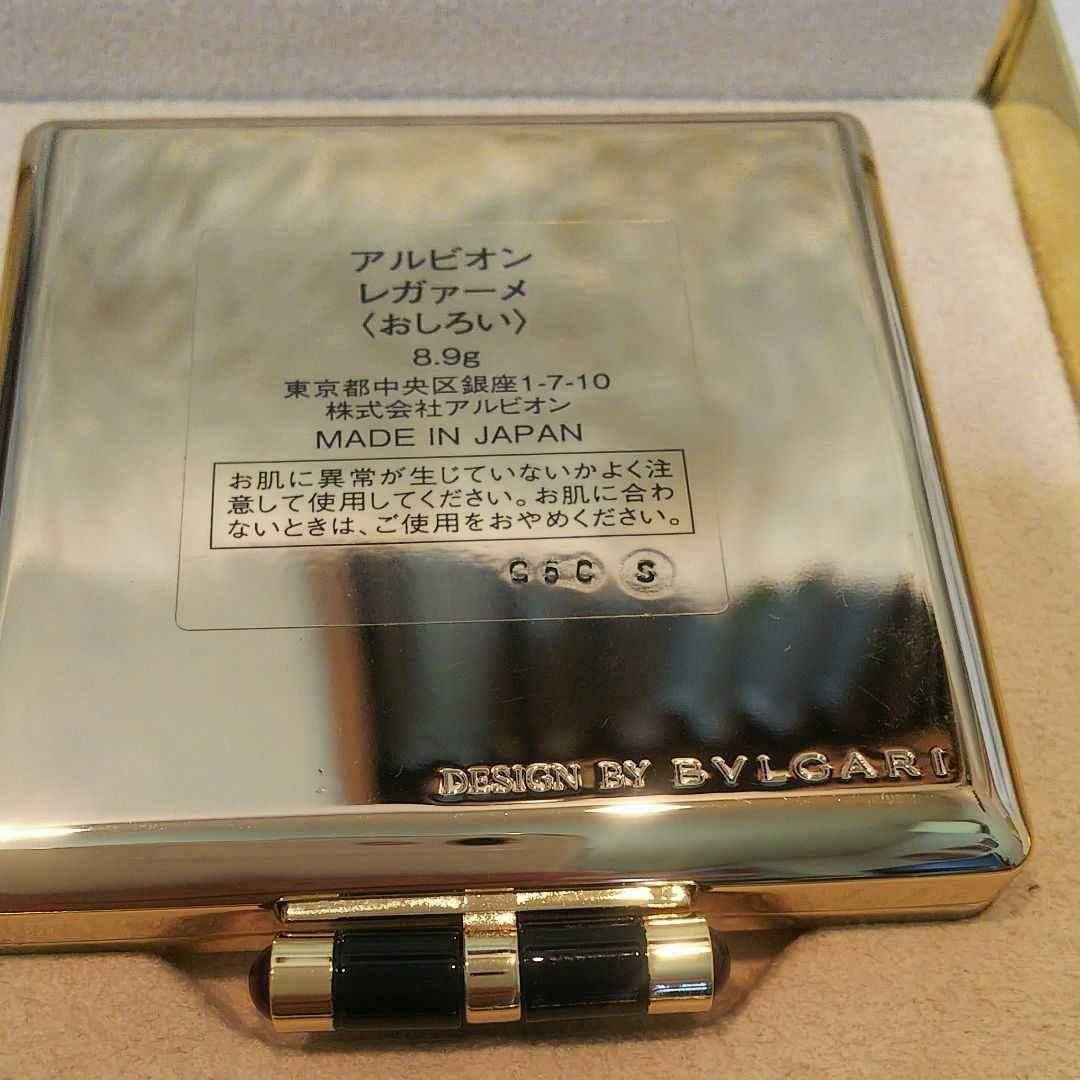 アルビオン
レガァーメ
〈おしろい〉
8.9g
東京都中央区銀座1-7-10
株式会社アルビオン
MADE IN JAPAN
お肌に異常が生じていないかよく注
意して使用してください。お肌に合わ
ないときは、ご使用をおやめください。
G5C S
DESIGN BY BVLGARI